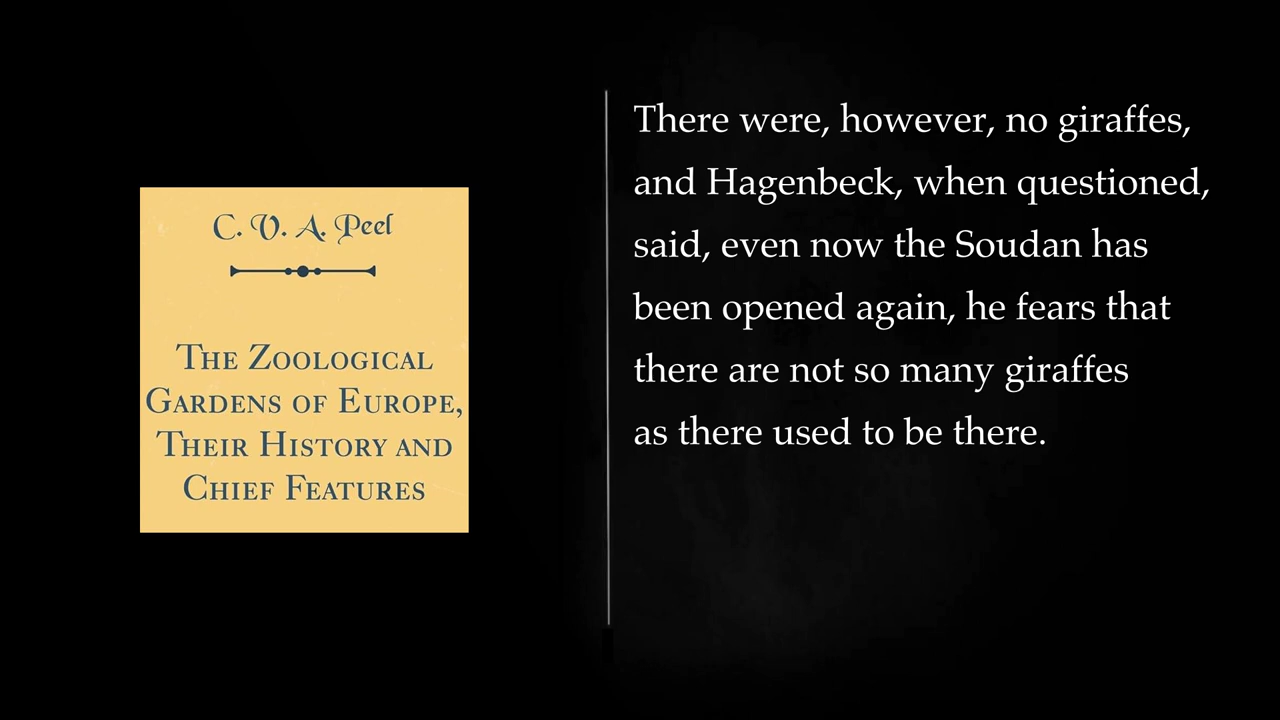 C. V. A. Peel
The Zoological
Gardens of Europe,
Their History and
Chief Features
There were, however, no giraffes,
and Hagenbeck, when questioned,
said, even now the Soudan has
been opened again, he fears that
there are not so many giraffes
as there used to be there.